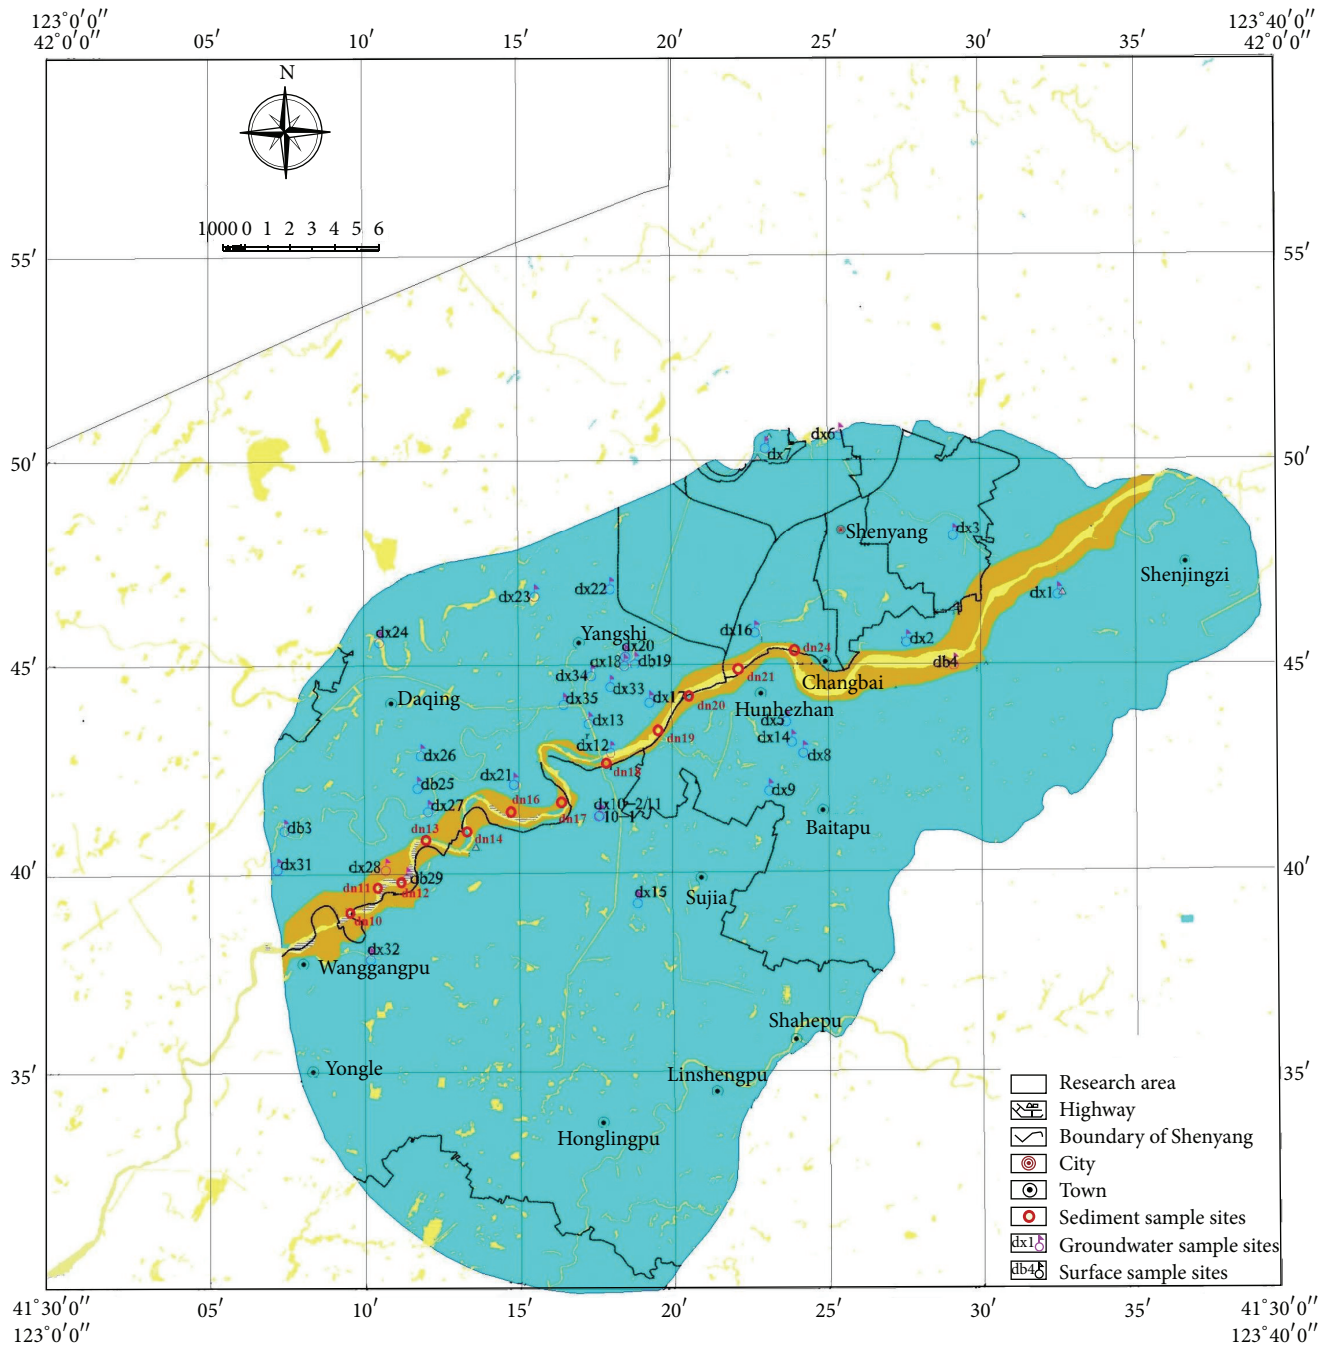 123°0′0″
42°0′0″
05′
10′
15′
20′
25′
30′
35′
123°40′0″
42°0′0″
N
1000 0 1 2 3 4 5 6
55′
55′
50′
50′
45′
45′
40′
40′
35′
35′
dx6
dx7
Shenyang
dx3
Shenjingzi
dx1
dx22
dx23
dx24
Yangshi
dx20
dx18
db19
dx16
dx2
db4
dn24
Changbai
dx34
dx33
dx35
dx17
dn21
dn20
Daqing
Hunhezhan
dx5
dx13
dx14
dx8
dx12
dn19
dn18
dx26
db25
dx21
dx9
dx27
dn16
dn17
dx10-2/11
10-1
Baitapu
db3
dn13
dn14
dx31
dx28
db29
dn11
dn12
dx15
Sujia
dn10
dx32
Wanggangpu
Shahepu
Yongle
Linshengpu
Honglingpu
Research area
Highway
Boundary of Shenyang
City
Town
Sediment sample sites
dx1 Groundwater sample sites
db4 Surface sample sites
41°30′0″
123°0′0″
05′
10′
15′
20′
25′
30′
35′
41°30′0″
123°40′0″